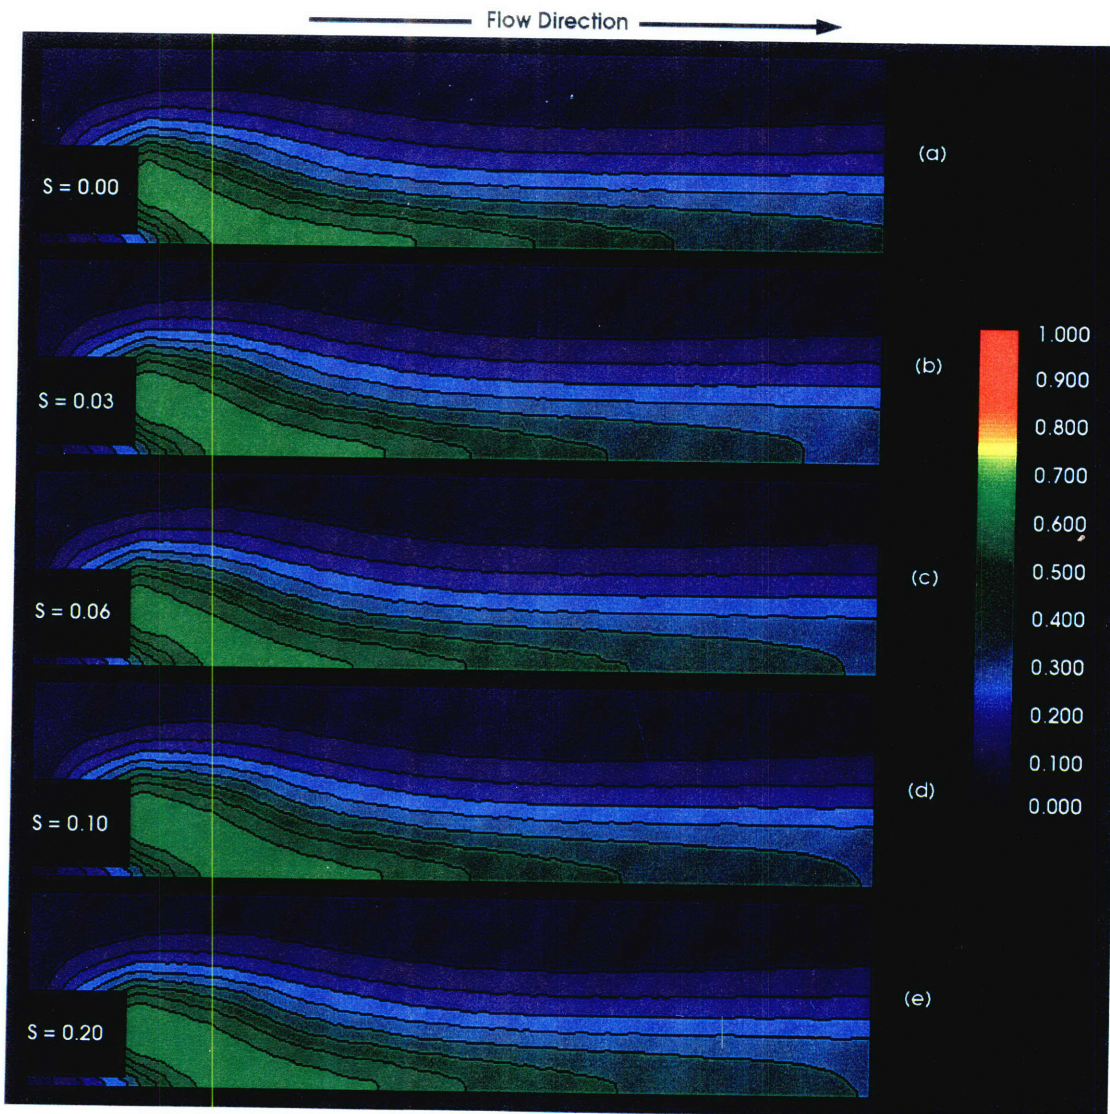 Flow Direction
(a)
S = 0.00
(b)
S = 0.03
(c)
S = 0.06
(d)
S = 0.10
(e)
S = 0.20
1.000
0.900
0.800
0.700
0.600
0.500
0.400
0.300
0.200
0.100
0.000